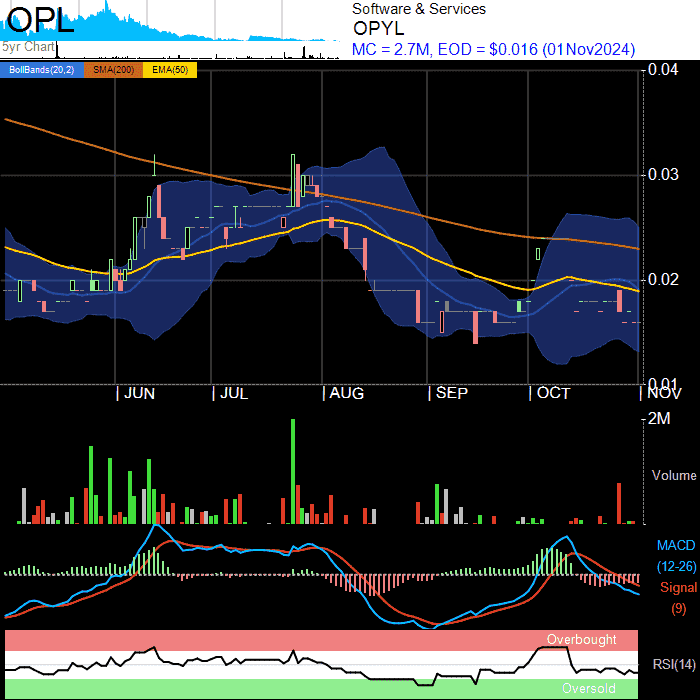 OPL
Software & Services
OPYL
MC = 2.7M, EOD = $0.016 (01Nov2024)
5yr Chart
BollBands(20,2) SMA(200) EMA(50)
0.04
0.03
0.02
0.01
JUN JUL AUG SEP OCT NOV
2M
Volume
MACD
(12-26)
Signal
(9)
Overbought
RSI(14)
Oversold